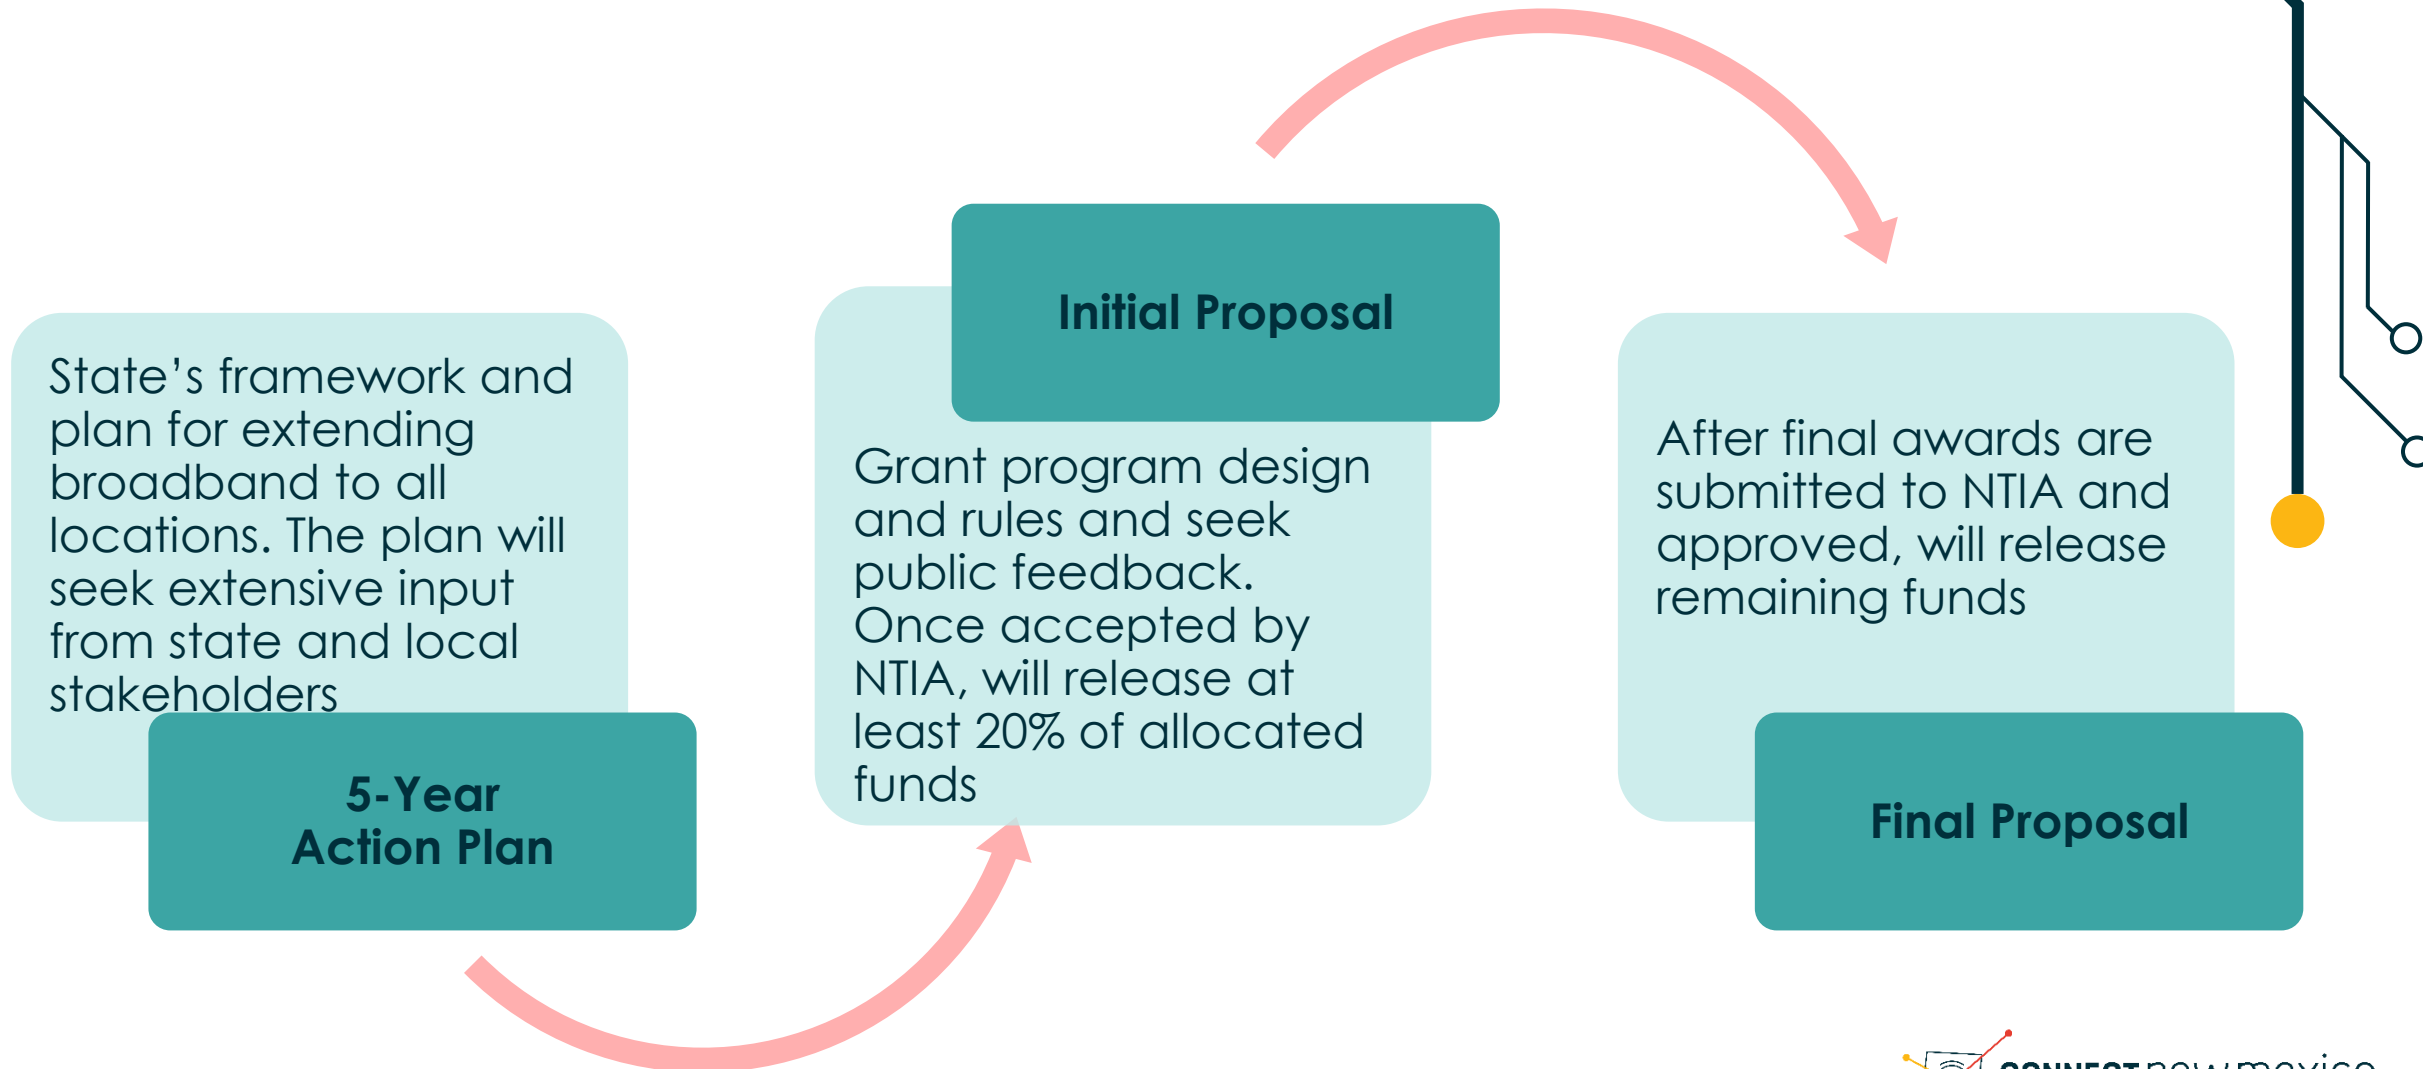 State’s framework and
plan for extending
broadband to all
locations. The plan will
seek extensive input
from state and local
stakeholders
5-Year
Action Plan
Initial Proposal
Grant program design
and rules and seek
public feedback.
Once accepted by
NTIA, will release at
least 20% of allocated
funds
After final awards are
submitted to NTIA and
approved, will release
remaining funds
Final Proposal
CONNECT new mexico